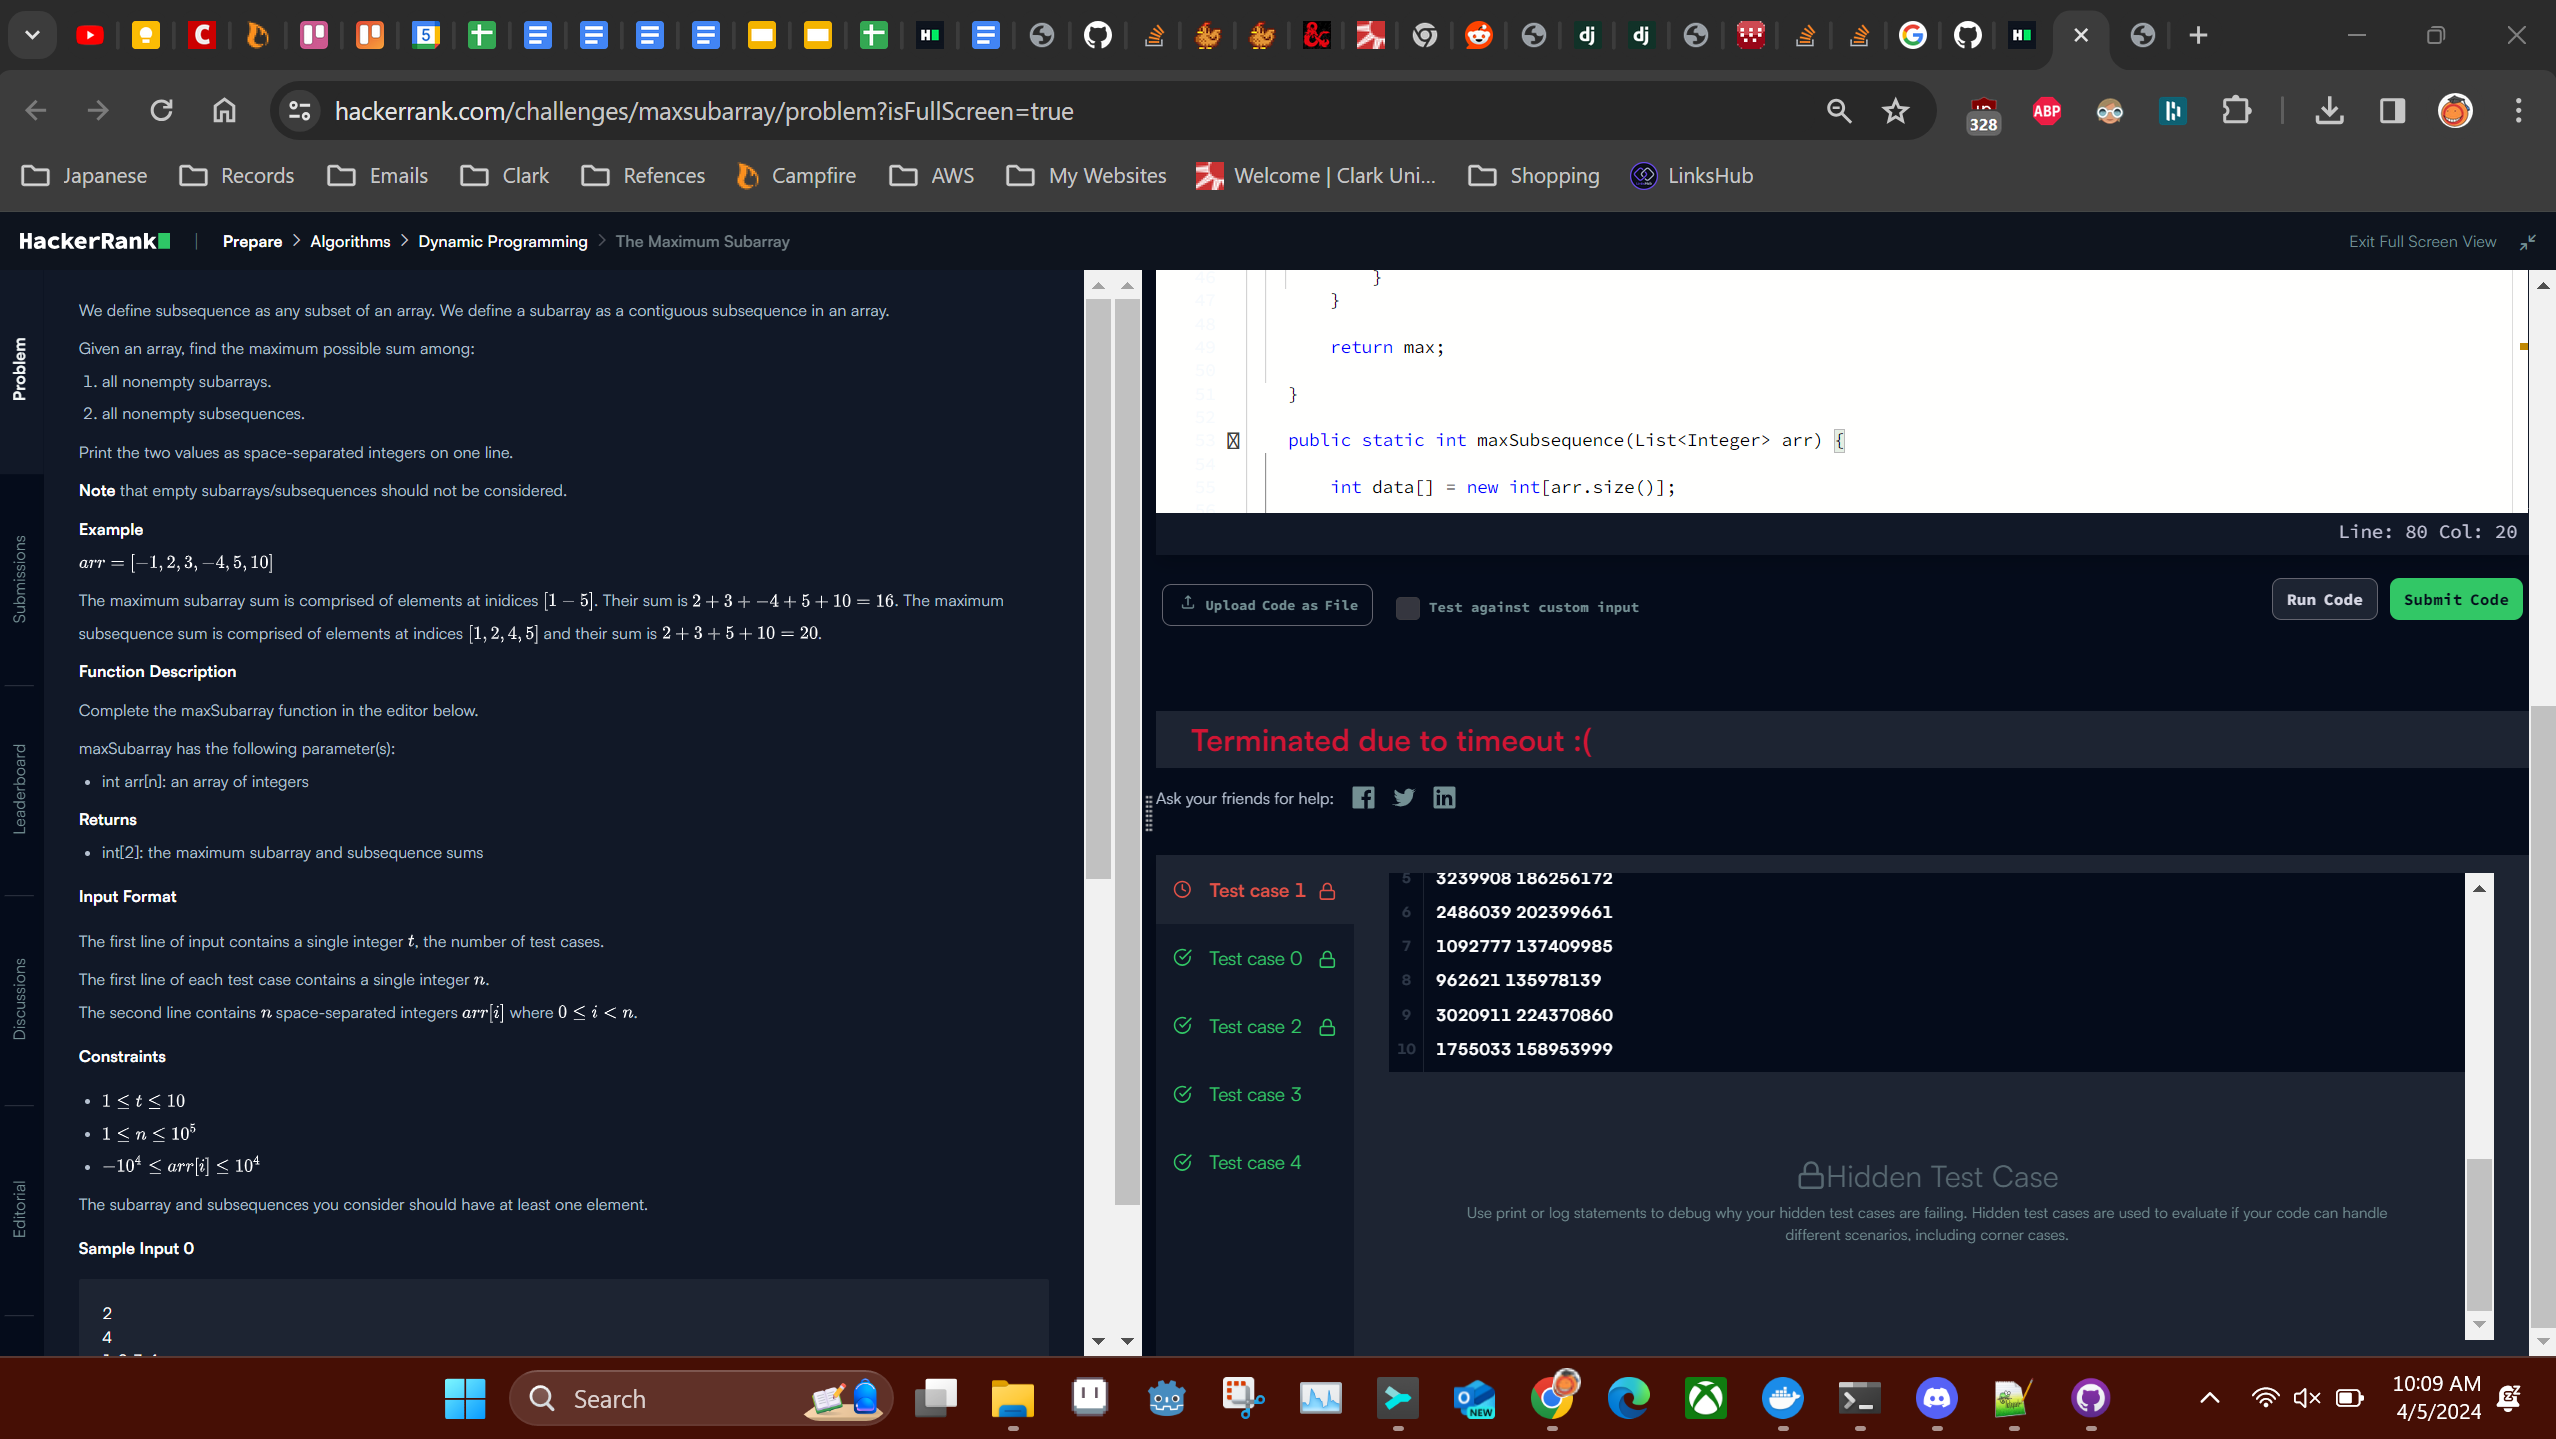 5
H
H
dj
dj
hackerrank.com/challenges/maxsubarray/problem?isFullScreen=true
328
ABP
Japanese
Records
Emails
Clark
Refences
Campfire
AWS
My Websites
Welcome | Clark Uni...
Shopping
LinksHub
HackerRank
Prepare > Algorithms > Dynamic Programming > The Maximum Subarray
Exit Full Screen View
Problem
Submissions
Leaderboard
Discussions
Editorial
We define subsequence as any subset of an array. We define a subarray as a contiguous subsequence in an array.
Given an array, find the maximum possible sum among:
1. all nonempty subarrays.
2. all nonempty subsequences.
Print the two values as space-separated integers on one line.
Note that empty subarrays/subsequences should not be considered.
Example
arr = [−1, 2, 3, −4, 5, 10]
The maximum subarray sum is comprised of elements at inidices [1 − 5]. Their sum is 2 + 3 + −4 + 5 + 10 = 16. The maximum
subsequence sum is comprised of elements at indices [1, 2, 4, 5] and their sum is 2 + 3 + 5 + 10 = 20.
Function Description
Complete the maxSubarray function in the editor below.
maxSubarray has the following parameter(s):
• int arr[n]: an array of integers
Returns
• int[2]: the maximum subarray and subsequence sums
Input Format
The first line of input contains a single integer t, the number of test cases.
The first line of each test case contains a single integer n.
The second line contains n space-separated integers arr[i] where 0 ≤ i < n.
Constraints
• 1 ≤ t ≤ 10
• 1 ≤ n ≤ 10⁵
• −10⁴ ≤ arr[i] ≤ 10⁴
The subarray and subsequences you consider should have at least one element.
Sample Input 0
2
4
46 }
47 }
48
49 return max;
50
51 }
52
53 public static int maxSubsequence(List<Integer> arr) {
54
55 int data[] = new int[arr.size()];
Line: 80 Col: 20
Upload Code as File
Test against custom input
Run Code
Submit Code
Terminated due to timeout :(
Ask your friends for help:
Test case 1
Test case 0
Test case 2
Test case 3
Test case 4
5 3239908 186256172
6 2486039 202399661
7 1092777 137409985
8 962621 135978139
9 3020911 224370860
10 1755033 158953999
Hidden Test Case
Use print or log statements to debug why your hidden test cases are failing. Hidden test cases are used to evaluate if your code can handle
different scenarios, including corner cases.
Search
NEW
10:09 AM
4/5/2024